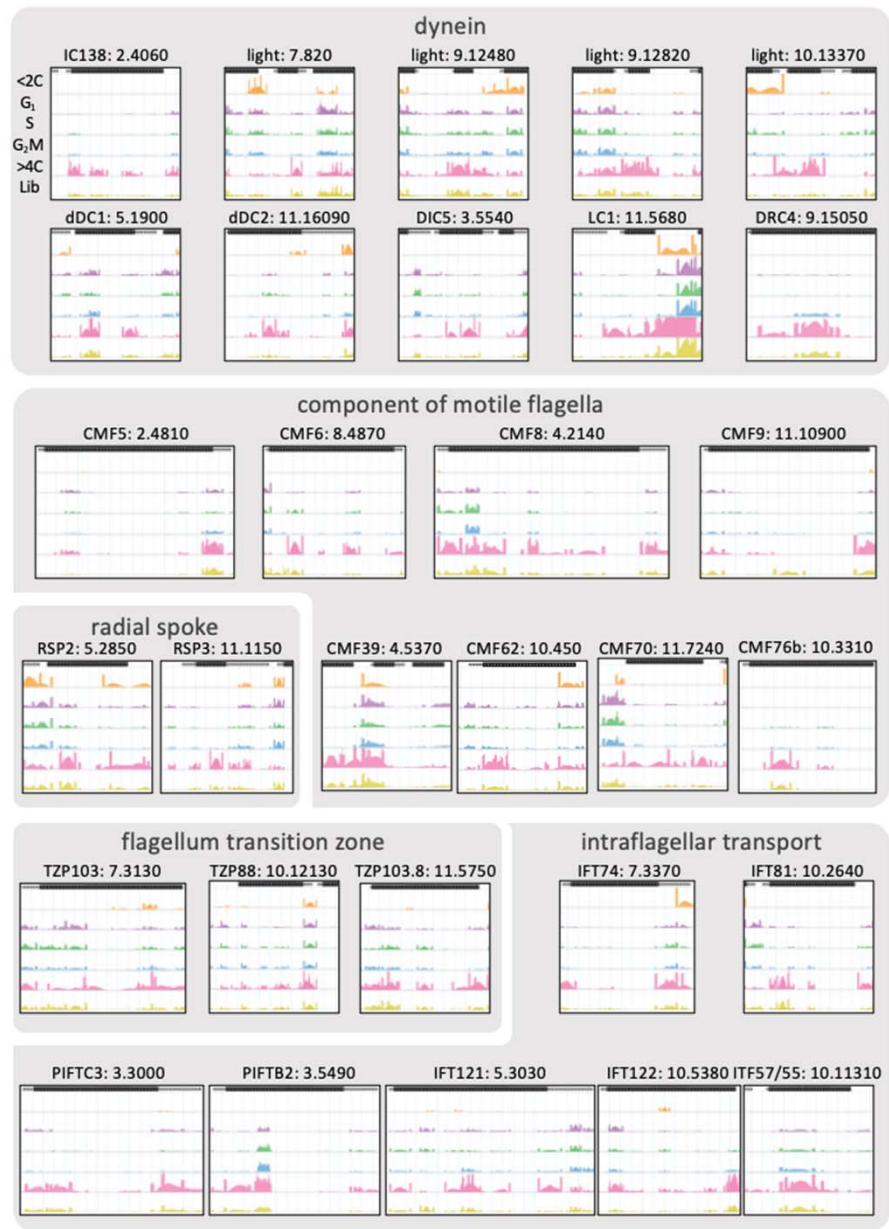 dynein
IC138: 2.4060 light: 7.820 light: 9.12480 light: 9.12820 light: 10.13370
<2C
G₁
S
G₂M
>4C
Lib
dDC1: 5.1900 dDC2: 11.16090 DIC5: 3.5540 LC1: 11.5680 DRC4: 9.15050
component of motile flagella
CMF5: 2.4810 CMF6: 8.4870 CMF8: 4.2140 CMF9: 11.10900
radial spoke
RSP2: 5.2850 RSP3: 11.1150 CMF39: 4.5370 CMF62: 10.450 CMF70: 11.7240 CMF76b: 10.3310
flagellum transition zone
intraflagellar transport
TZP103: 7.3130 TZP88: 10.12130 TZP103.8: 11.5750 IFT74: 7.3370 IFT81: 10.2640
PIFTC3: 3.3000 PIFTB2: 3.5490 IFT121: 5.3030 IFT122: 10.5380 ITF57/55: 10.11310